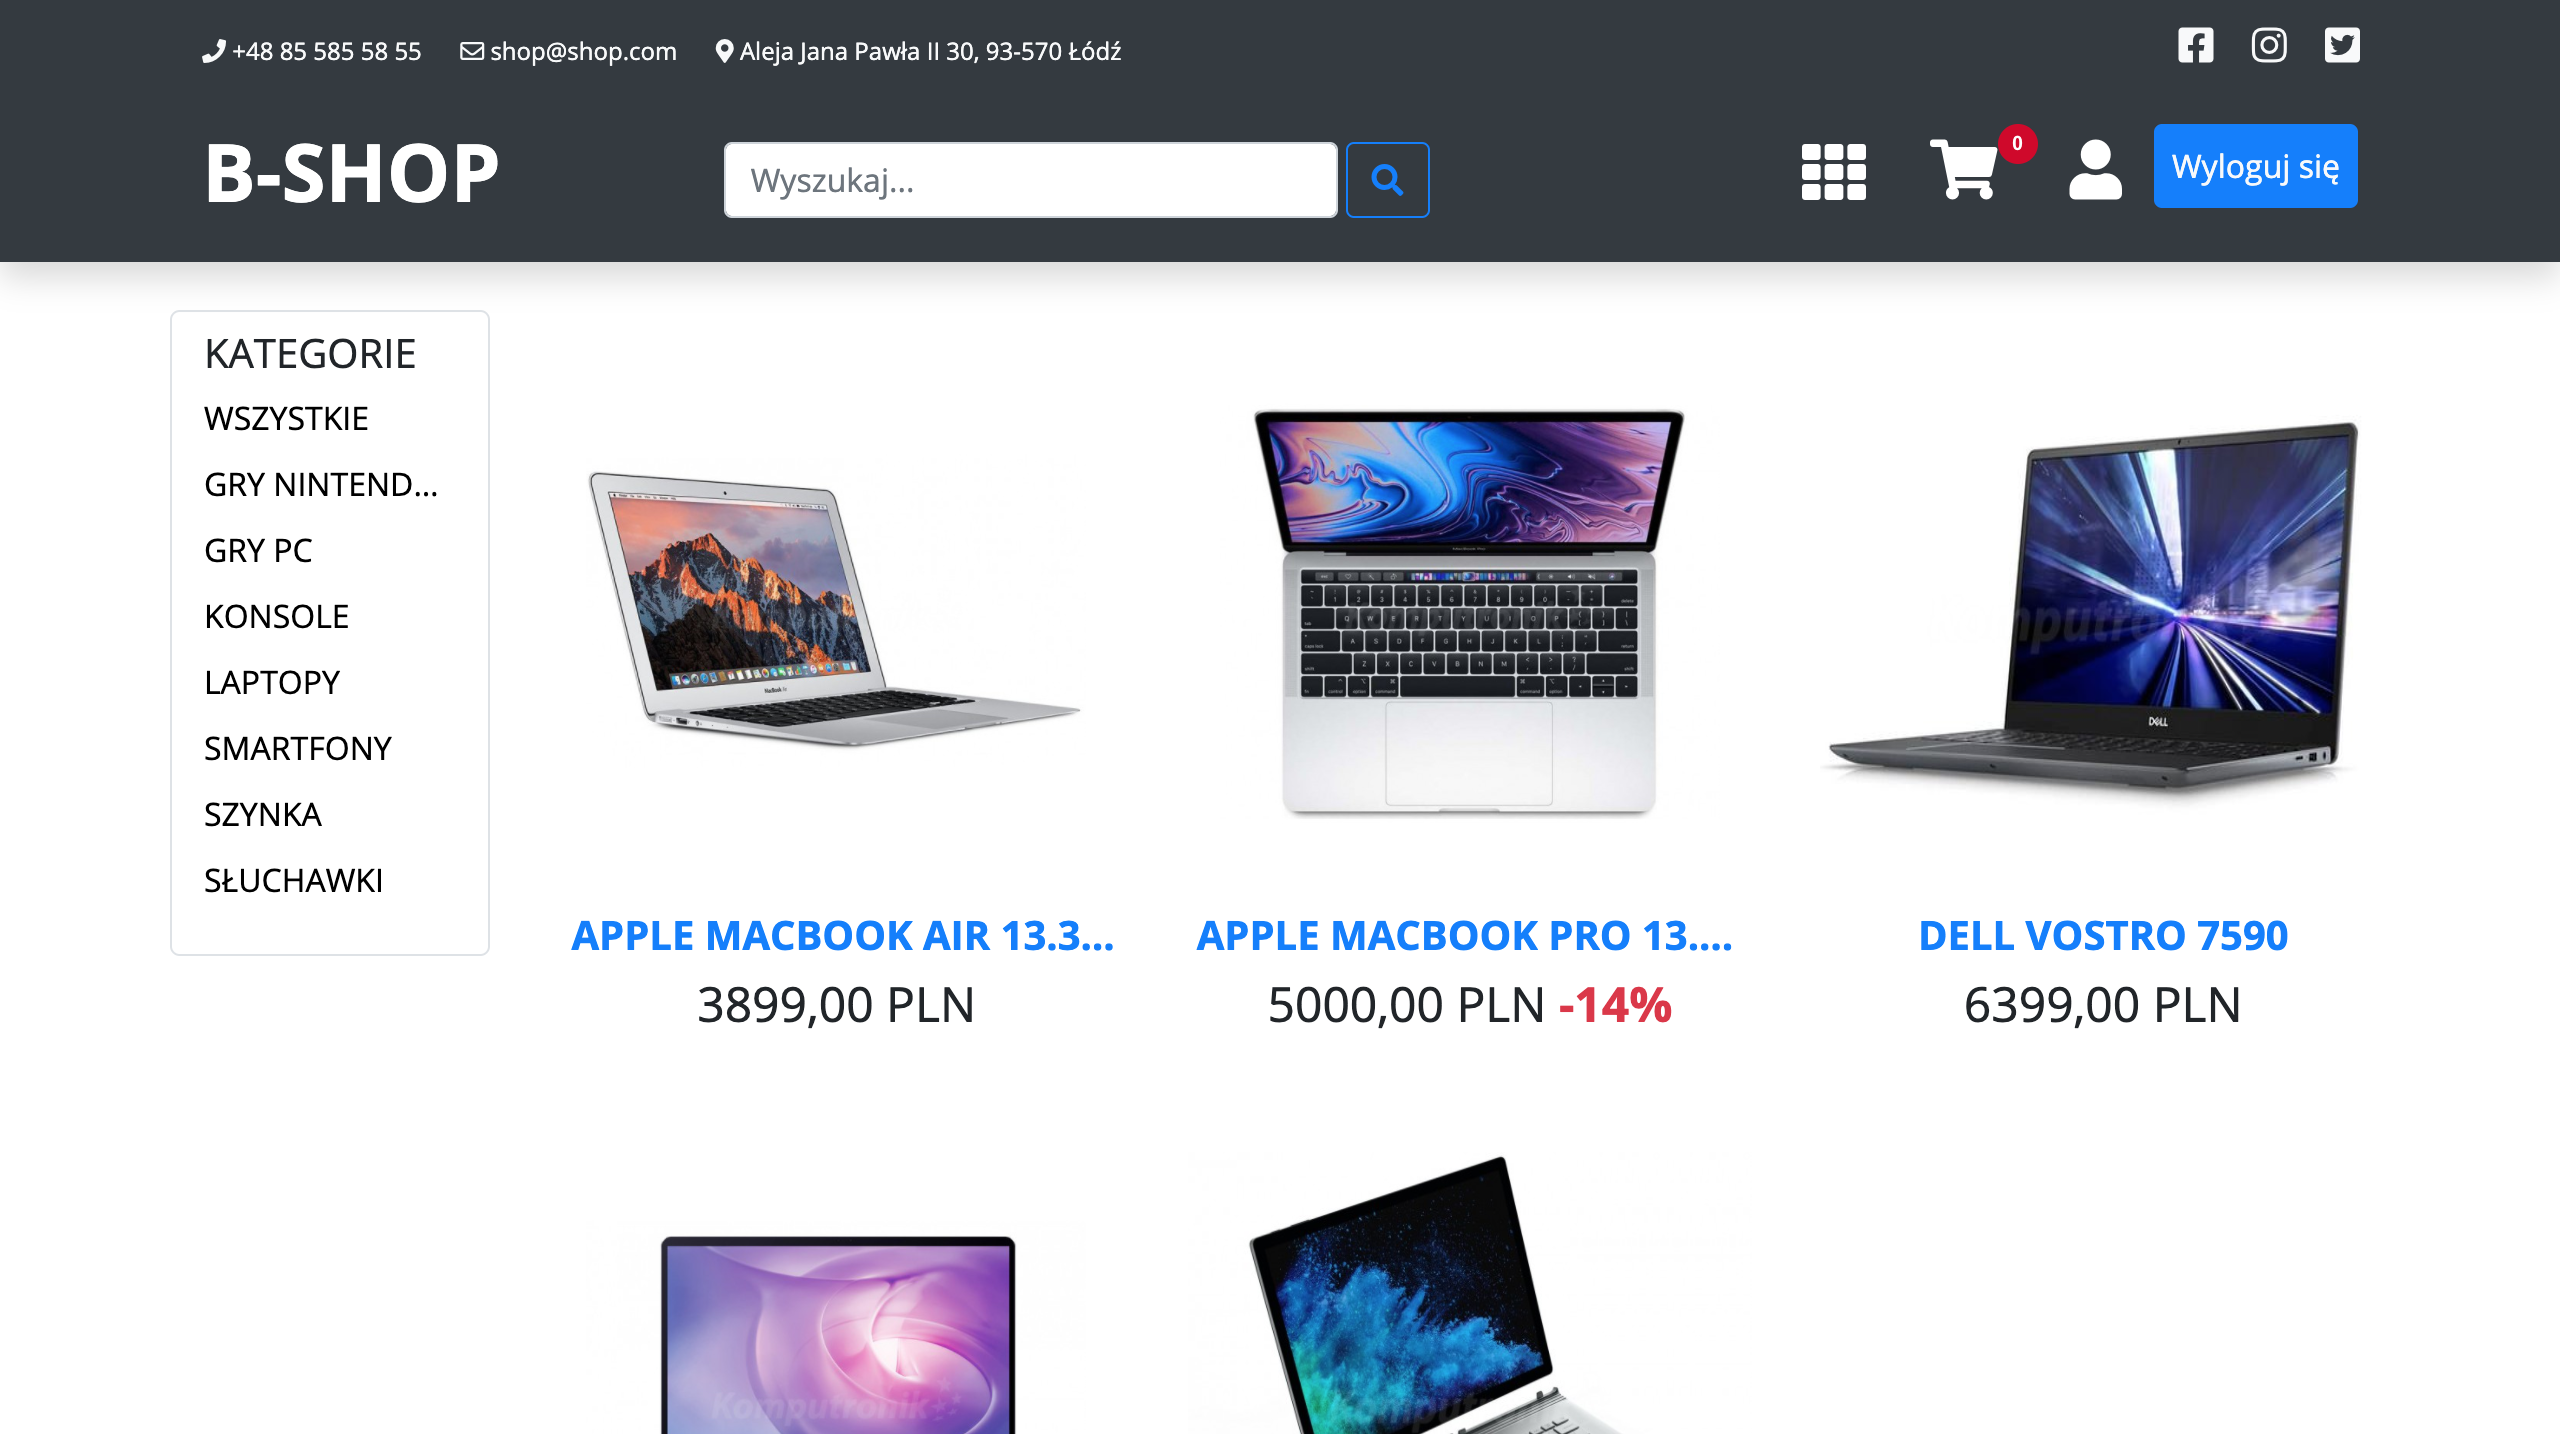 +48 85 585 58 55 shop@shop.com Aleja Jana Pawła II 30, 93-570 Łódź
B-SHOP Wyszukaj... 0 Wyloguj się
KATEGORIE
WSZYSTKIE
GRY NINTEND...
GRY PC
KONSOLE
LAPTOPY
SMARTFONY
SZYNKA
SŁUCHAWKI
DELL
APPLE MACBOOK AIR 13.3... APPLE MACBOOK PRO 13.... DELL VOSTRO 7590
3899,00 PLN 5000,00 PLN -14% 6399,00 PLN
Komputronik